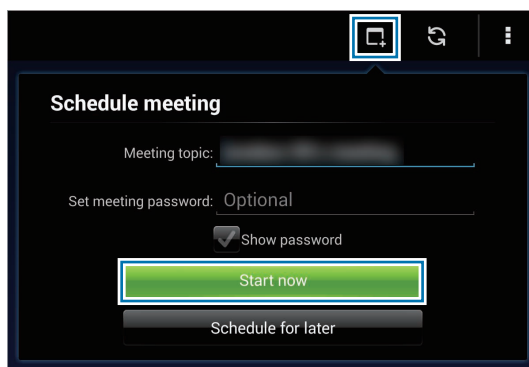 Schedule meeting
Meeting topic:
Set meeting password: Optional
Show password
Start now
Schedule for later